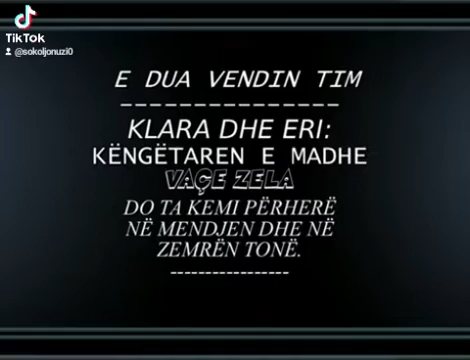 TikTok
@sokoljonuzi0
E DUA VENDIN TIM
----------------
KLARA DHE ERI:
KËNGËTAREN E MADHE
VAÇE ZELA
DO TA KEMI PËRHERË
NË MENDJEN DHE NË
ZEMRËN TONË.
-----------------